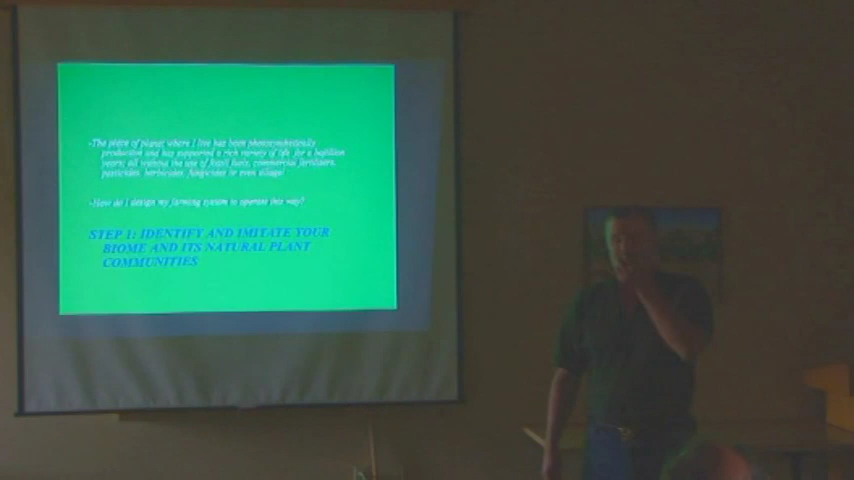 -The piece of planet where I live has been photosynthetically
productive and has supported a rich variety of life for a bajillion
years; all without the use of fossil fuels, commercial fertilizers,
pesticides, herbicides, fungicides or even tillage!
-How do I design my farming system to operate this way?
STEP 1: IDENTIFY AND IMITATE YOUR
BIOME AND ITS NATURAL PLANT
COMMUNITIES